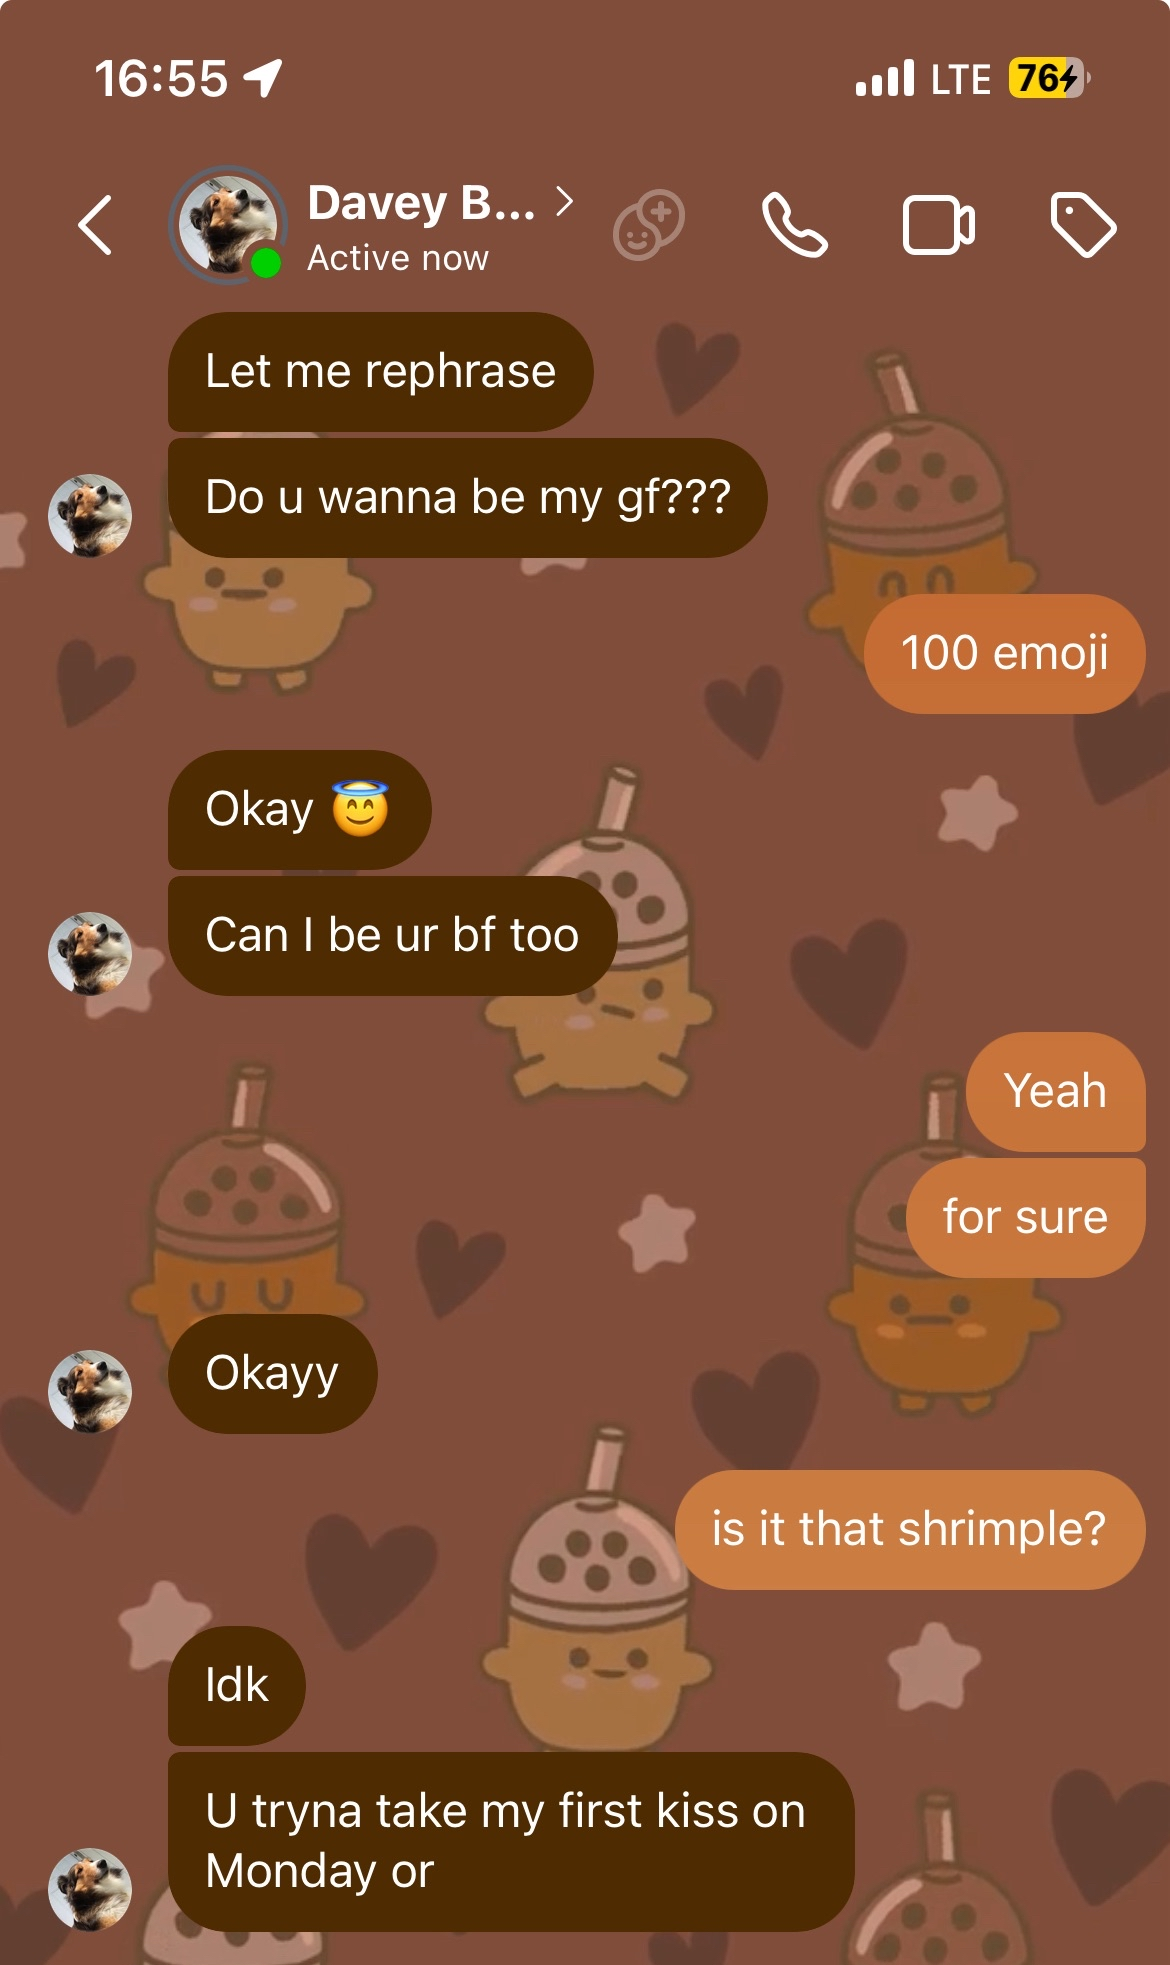 16:55 LTE 76
Davey B... 
Active now
Let me rephrase
Do u wanna be my gf???
100 emoji
Okay 😇
Can I be ur bf too
Yeah
for sure
Okayy
is it that shrimple?
Idk
U tryna take my first kiss on
Monday or